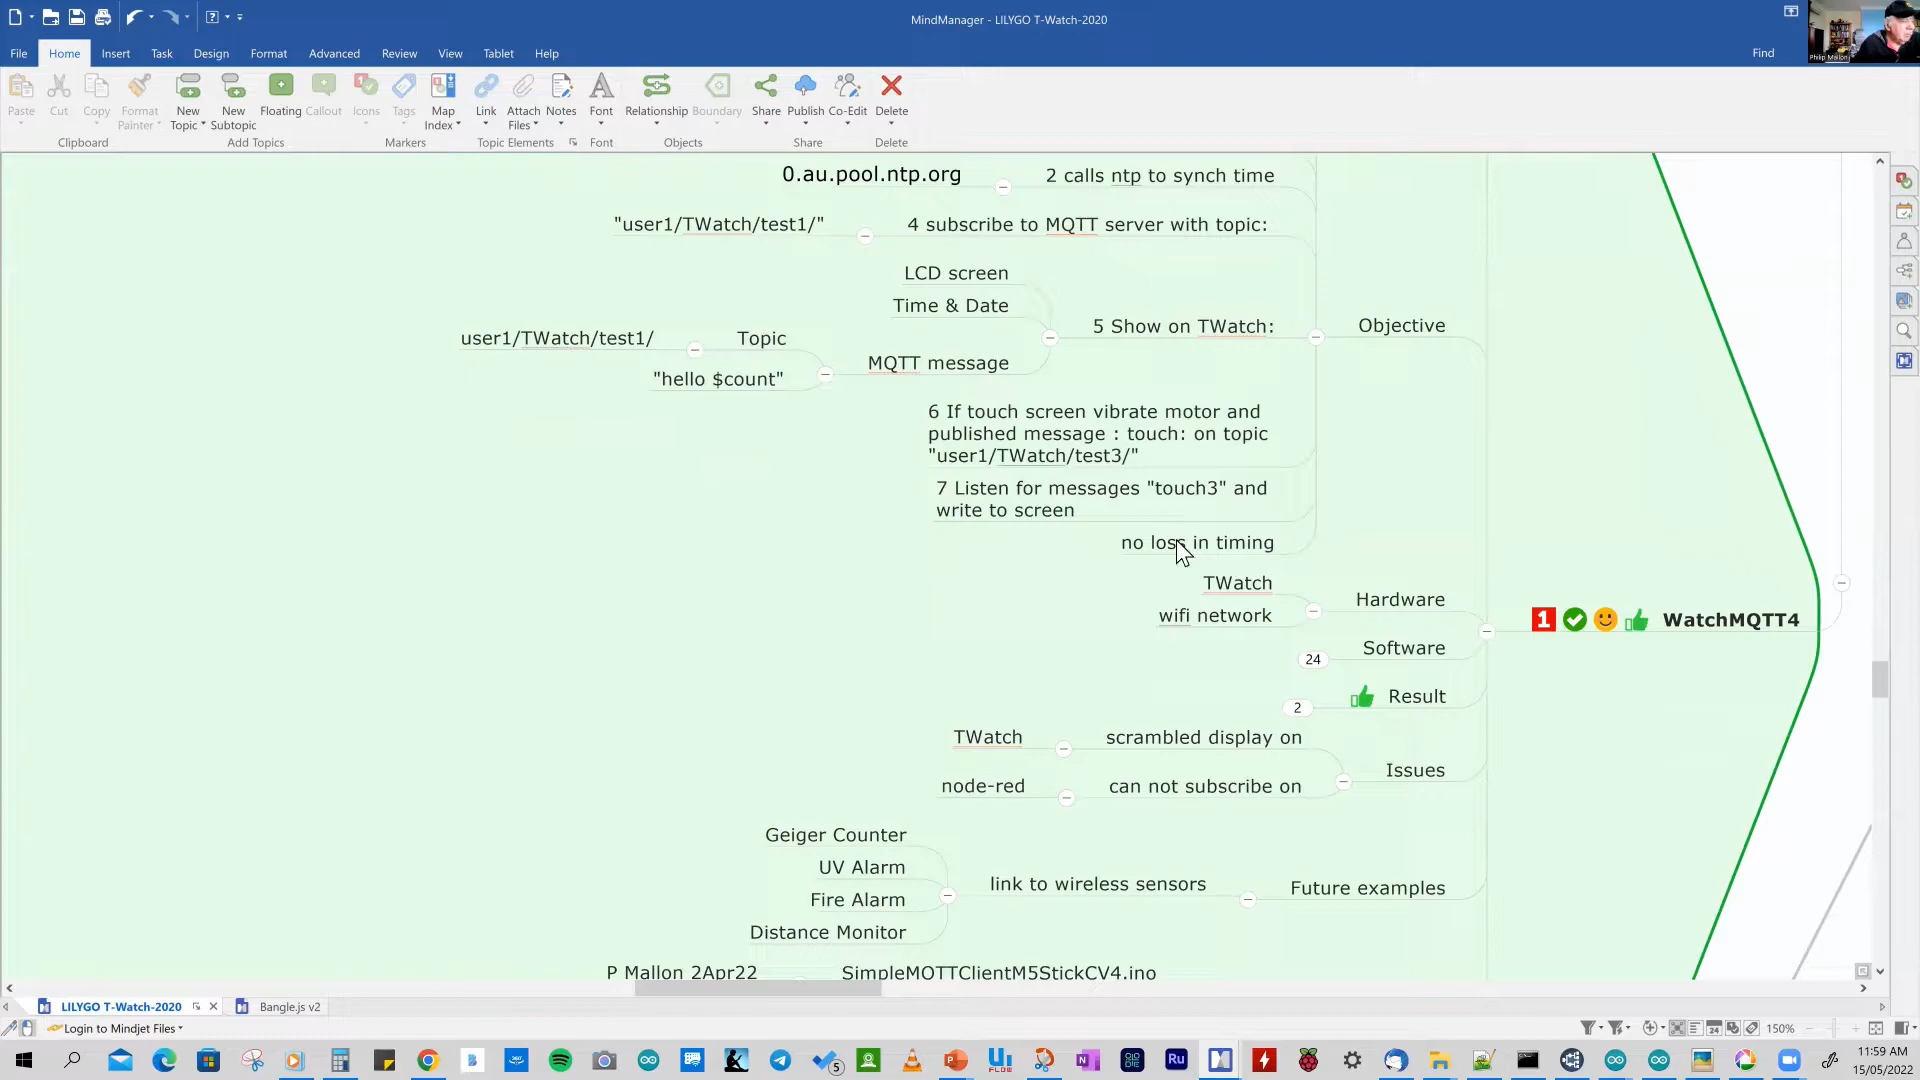 MindManager - LILYGO T-Watch-2020
Philip Mallon
File
Home
Insert
Task
Design
Format
Advanced
Review
View
Tablet
Help
Find
Paste
Cut
Copy
Format Painter
New Topic
New Subtopic
Floating
Callout
Icons
Tags
Map Index
Link
Attach Files
Notes
Font
Relationship
Boundary
Share
Publish
Co-Edit
Delete
Clipboard
Add Topics
Markers
Topic Elements
Font
Objects
Share
Delete
0.au.pool.ntp.org
2 calls ntp to synch time
"user1/TWatch/test1/"
4 subscribe to MQTT server with topic:
LCD screen
Time & Date
5 Show on TWatch:
Objective
user1/TWatch/test1/
Topic
MQTT message
"hello $count"
6 If touch screen vibrate motor and
published message : touch: on topic
"user1/TWatch/test3/"
7 Listen for messages "touch3" and
write to screen
no loss in timing
TWatch
wifi network
Hardware
1
WatchMQTT4
Software
24
Result
2
TWatch
scrambled display on
Issues
node-red
can not subscribe on
Geiger Counter
UV Alarm
link to wireless sensors
Future examples
Fire Alarm
Distance Monitor
P Mallon 2Apr22
SimpleMQTTClientM5StickCV4.ino
LILYGO T-Watch-2020
Bangle.js v2
Login to Mindjet Files
150%
11:59 AM
15/05/2022